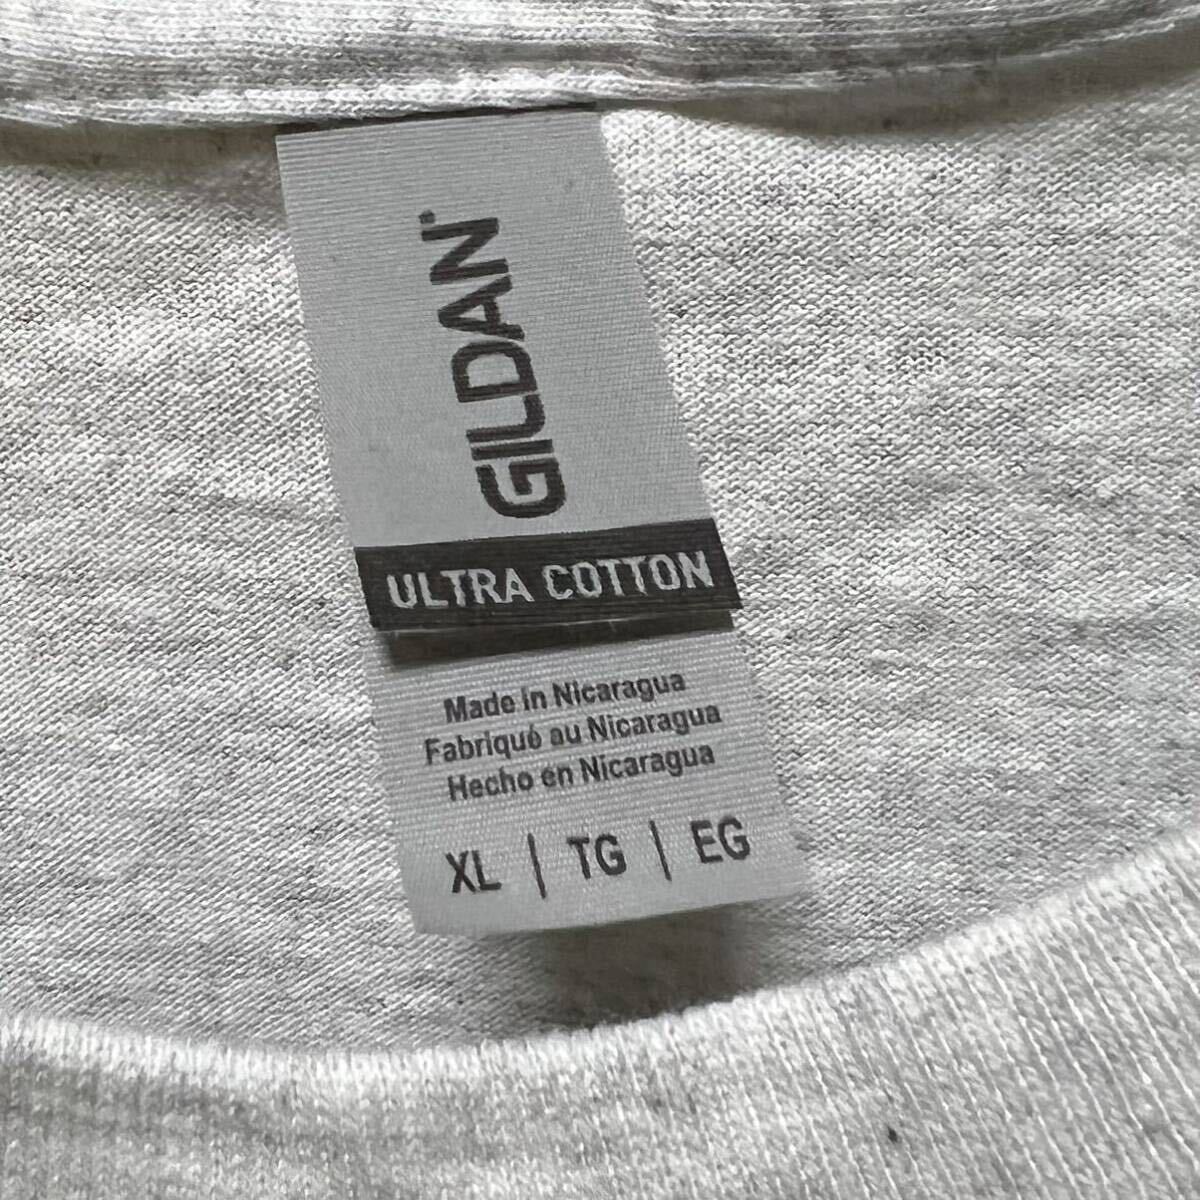 GILDAN®
ULTRA COTTON
Made in Nicaragua
Fabriqué au Nicaragua
Hecho en Nicaragua
XL | TG | EG